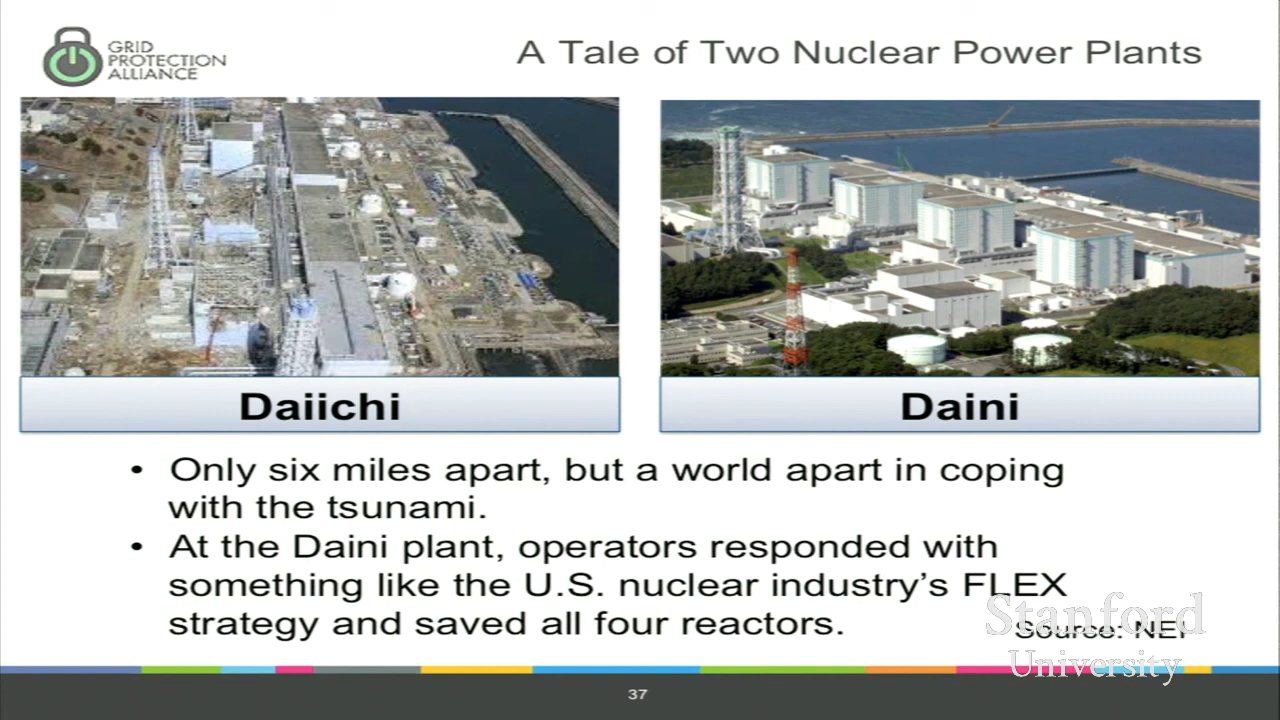 GRID
PROTECTION
ALLIANCE
A Tale of Two Nuclear Power Plants
Daiichi
Daini
• Only six miles apart, but a world apart in coping
with the tsunami.
• At the Daini plant, operators responded with
something like the U.S. nuclear industry’s FLEX
strategy and saved all four reactors.
Source: NEI
Stanford
University
37